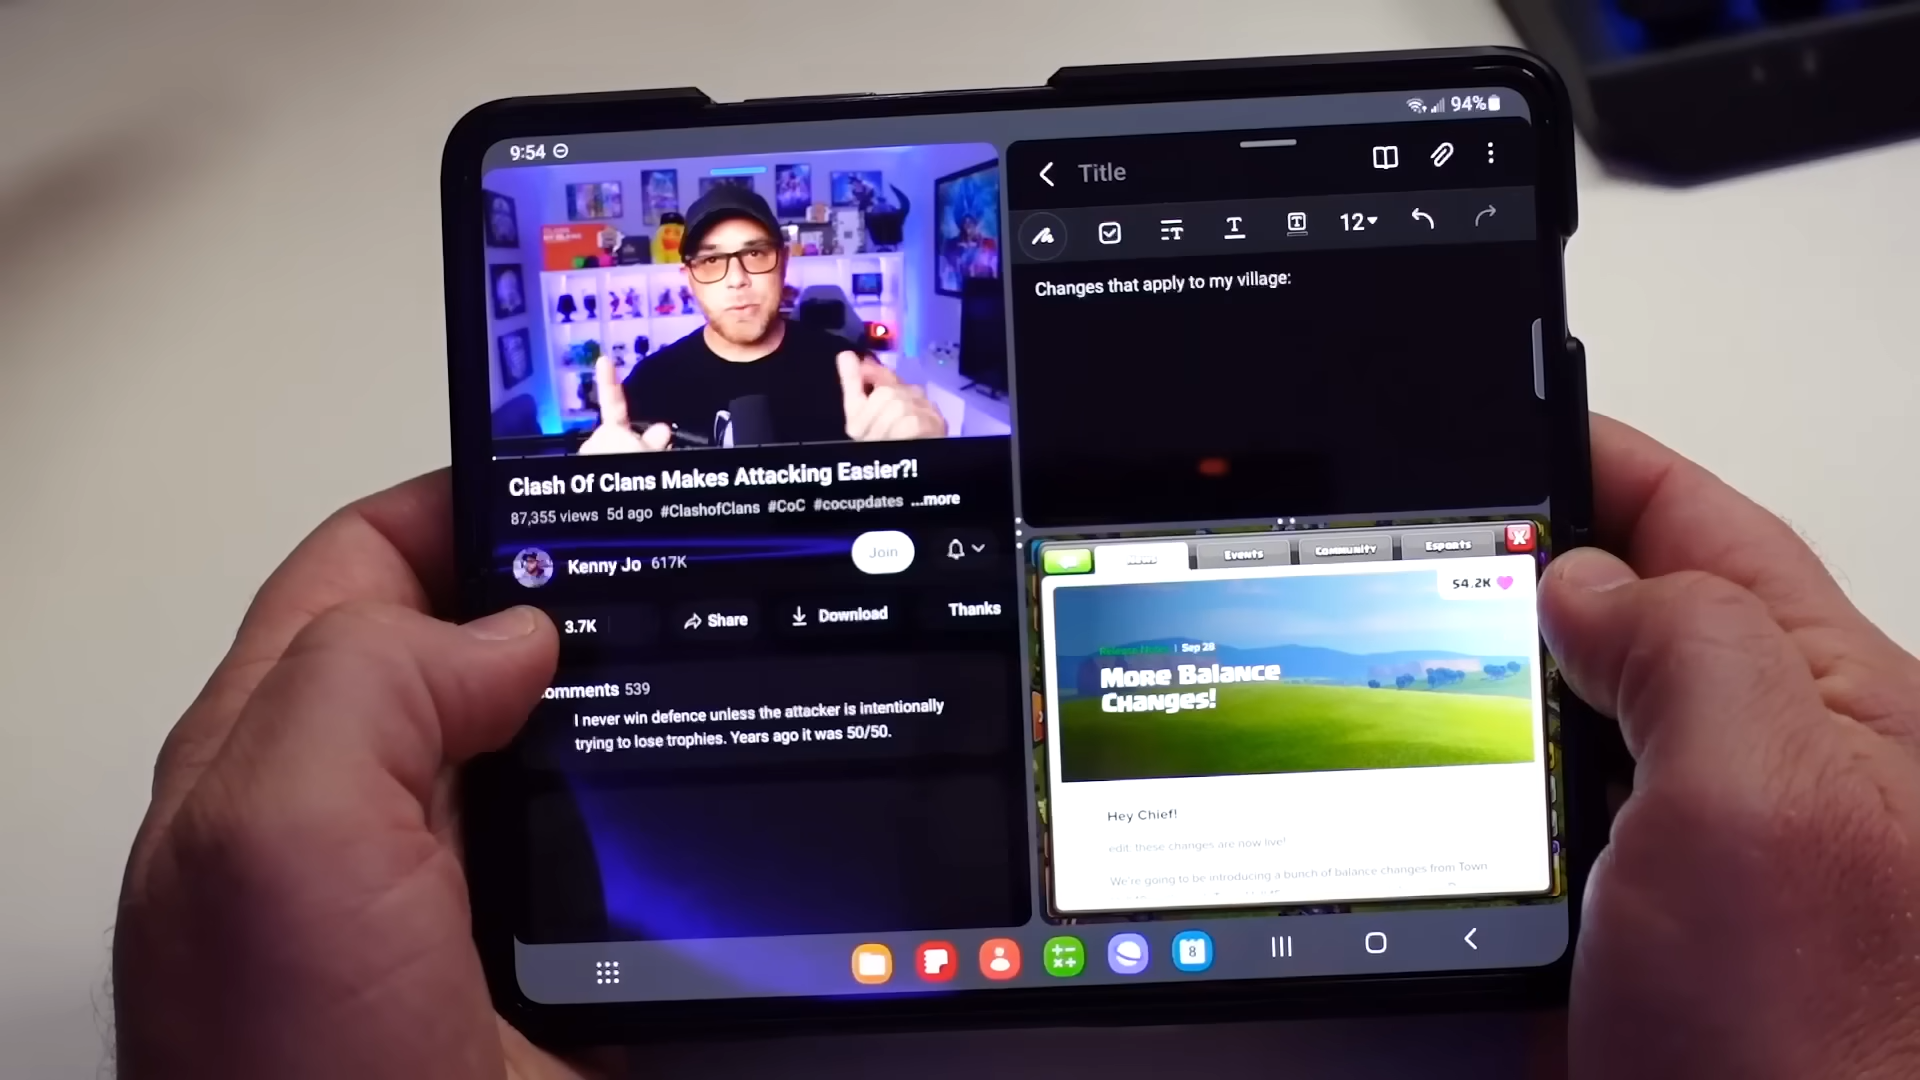 9:54
94%
Clash Of Clans Makes Attacking Easier?!
87,355 views 5d ago #ClashofClans #CoC #cocupdates ...more
Kenny Jo 617K
Join
3.7K
Share
Download
Thanks
omments 539
I never win defence unless the attacker is intentionally
trying to lose trophies. Years ago it was 50/50.
Title
12
Changes that apply to my village:
Events
Community
Esports
X
54.2K
Release Notes | Sep 28
More Balance
Changes!
Hey Chief!
edit: these changes are now live!
We're going to be introducing a bunch of balance changes from Town
8